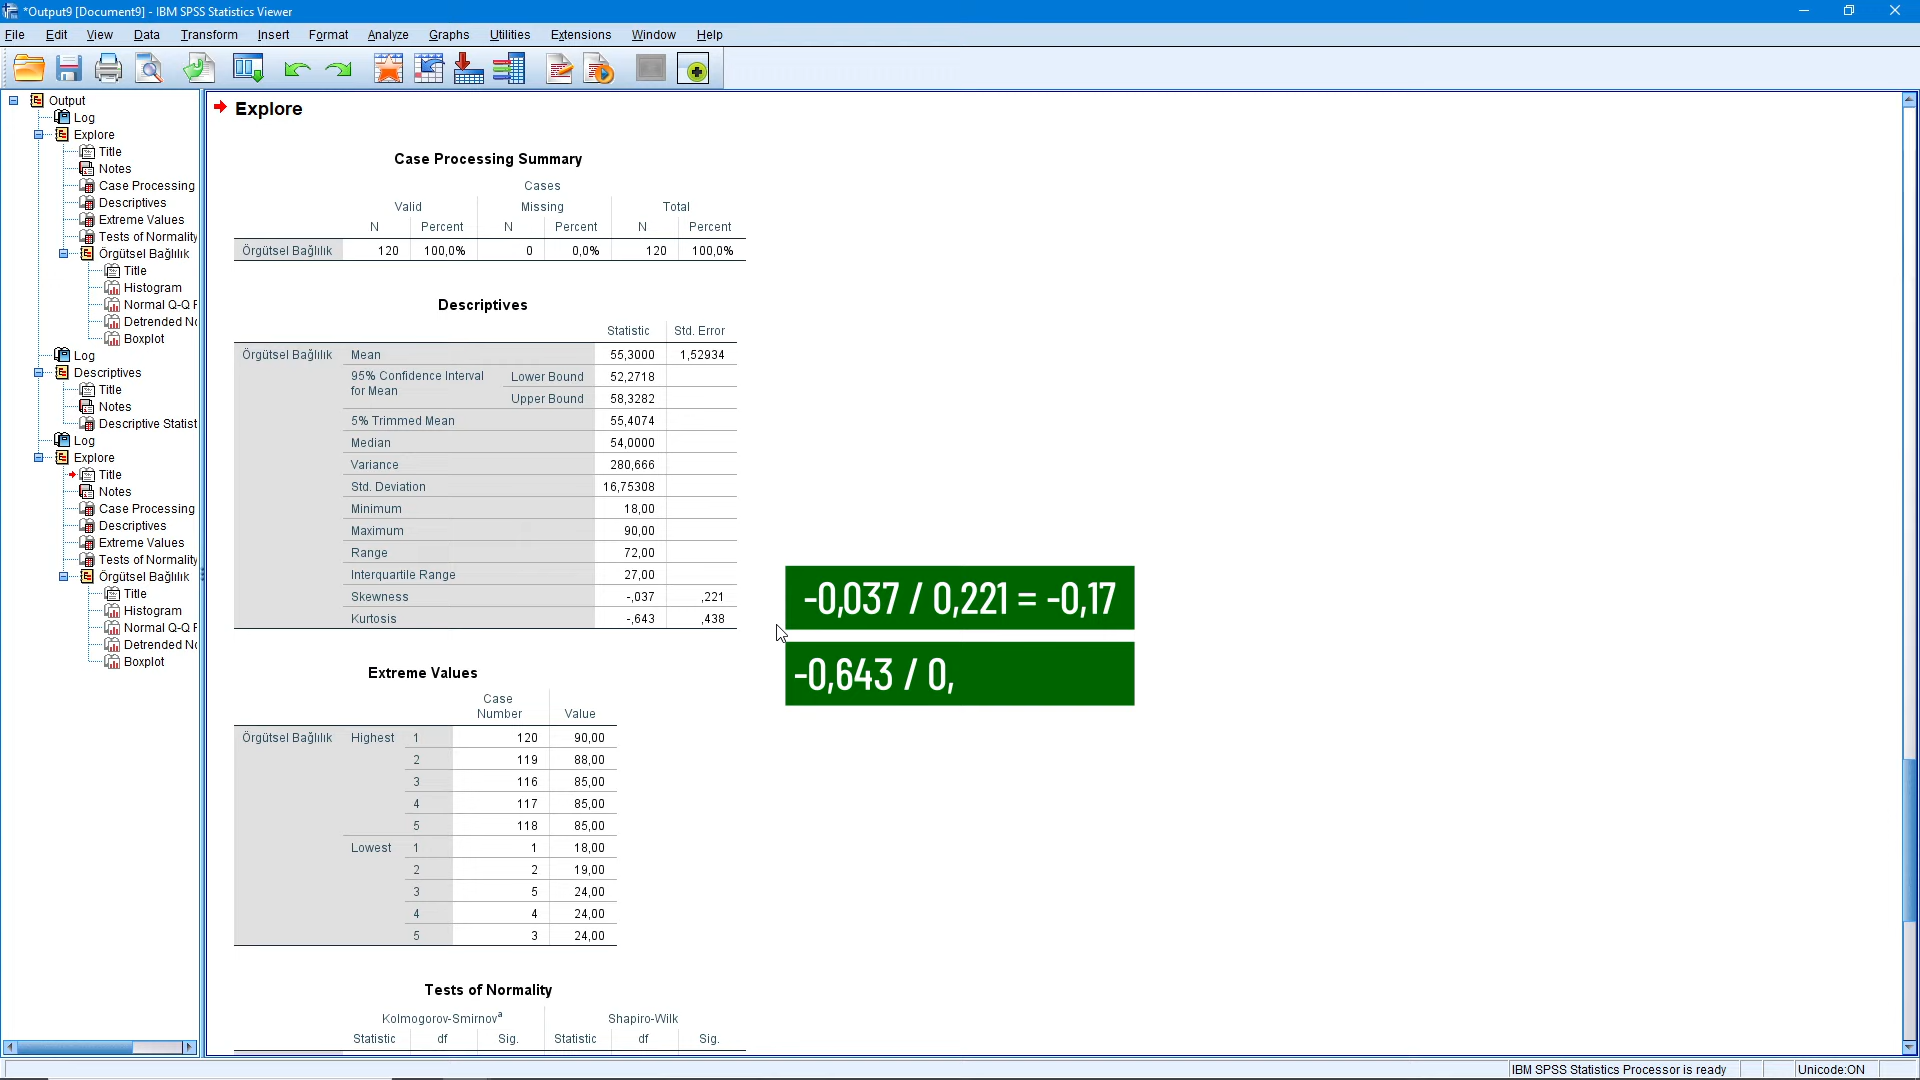 *Output9 [Document9] - IBM SPSS Statistics Viewer
File Edit View Data Transform Insert Format Analyze Graphs Utilities Extensions Window Help
Output
Log
Explore
Title
Notes
Case Processing
Descriptives
Extreme Values
Tests of Normality
Örgütsel Bağlılık
Title
Histogram
Normal Q-Q P
Detrended No
Boxplot
Log
Descriptives
Title
Notes
Descriptive Statist
Log
Explore
Title
Notes
Case Processing
Descriptives
Extreme Values
Tests of Normality
Örgütsel Bağlılık
Title
Histogram
Normal Q-Q P
Detrended No
Boxplot
Explore
Case Processing Summary
Cases
Valid Missing Total
N Percent N Percent N Percent
Örgütsel Bağlılık 120 100,0% 0 0,0% 120 100,0%
Descriptives
Statistic Std. Error
Örgütsel Bağlılık Mean 55,3000 1,52934
95% Confidence Interval for Mean Lower Bound 52,2718
Upper Bound 58,3282
5% Trimmed Mean 55,4074
Median 54,0000
Variance 280,666
Std. Deviation 16,75308
Minimum 18,00
Maximum 90,00
Range 72,00
Interquartile Range 27,00
Skewness -,037 ,221
Kurtosis -,643 ,438
-0,037 / 0,221 = -0,17
-0,643 / 0,
Extreme Values
Case Number Value
Örgütsel Bağlılık Highest 1 120 90,00
2 119 88,00
3 116 85,00
4 117 85,00
5 118 85,00
Lowest 1 1 18,00
2 2 19,00
3 5 24,00
4 4 24,00
5 3 24,00
Tests of Normality
Kolmogorov-Smirnova Shapiro-Wilk
Statistic df Sig. Statistic df Sig.
IBM SPSS Statistics Processor is ready Unicode:ON